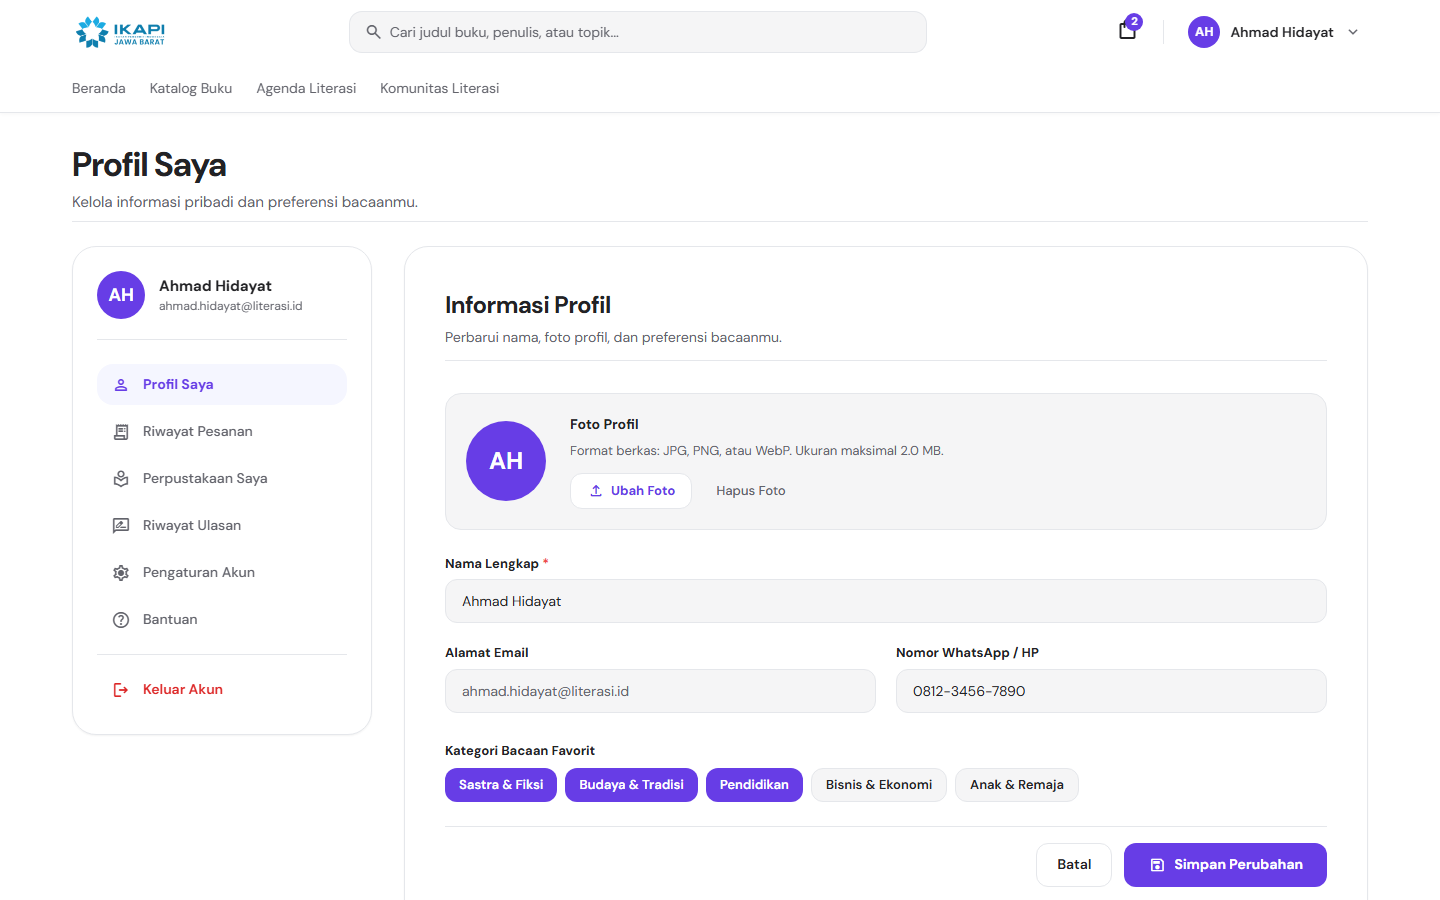 IKAPI
JAWA BARAT
Cari judul buku, penulis, atau topik...
2
AH
Ahmad Hidayat
Beranda
Katalog Buku
Agenda Literasi
Komunitas Literasi
Profil Saya
Kelola informasi pribadi dan preferensi bacaanmu.
AH
Ahmad Hidayat
ahmad.hidayat@literasi.id
Profil Saya
Riwayat Pesanan
Perpustakaan Saya
Riwayat Ulasan
Pengaturan Akun
Bantuan
Keluar Akun
Informasi Profil
Perbarui nama, foto profil, dan preferensi bacaanmu.
AH
Foto Profil
Format berkas: JPG, PNG, atau WebP. Ukuran maksimal 2.0 MB.
Ubah Foto
Hapus Foto
Nama Lengkap *
Ahmad Hidayat
Alamat Email
ahmad.hidayat@literasi.id
Nomor WhatsApp / HP
0812-3456-7890
Kategori Bacaan Favorit
Sastra & Fiksi
Budaya & Tradisi
Pendidikan
Bisnis & Ekonomi
Anak & Remaja
Batal
Simpan Perubahan